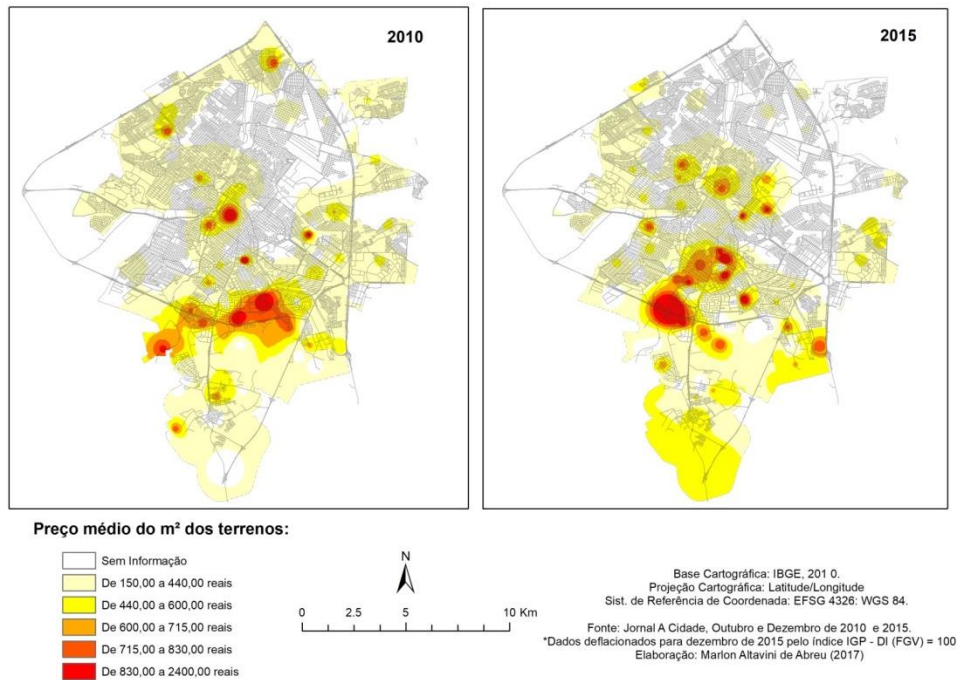 2010
2015
Preço médio do m² dos terrenos:
Sem Informação
De 150,00 a 440,00 reais
De 440,00 a 600,00 reais
De 600,00 a 715,00 reais
De 715,00 a 830,00 reais
De 830,00 a 2400,00 reais
N
0 2.5 5 10 Km
Base Cartográfica: IBGE, 201 0.
Projeção Cartográfica: Latitude/Longitude
Sist. de Referência de Coordenada: EFSG 4326: WGS 84.
Fonte: Jornal A Cidade, Outubro e Dezembro de 2010 e 2015.
*Dados deflacionados para dezembro de 2015 pelo índice IGP - DI (FGV) = 100
Elaboração: Marlon Altavini de Abreu (2017)